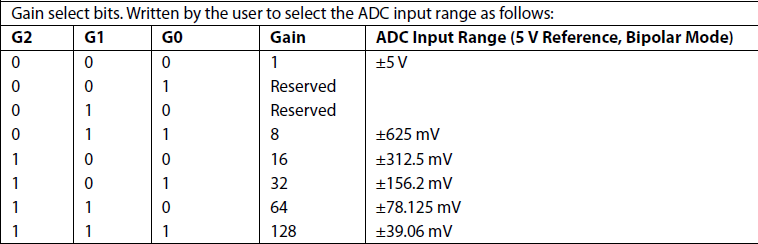 Gain select bits. Written by the user to select the ADC input range as follows:
G2 G1 G0 Gain ADC Input Range (5 V Reference, Bipolar Mode)
0 0 0 1 ±5 V
0 0 1 Reserved
0 1 0 Reserved
0 1 1 8 ±625 mV
1 0 0 16 ±312.5 mV
1 0 1 32 ±156.2 mV
1 1 0 64 ±78.125 mV
1 1 1 128 ±39.06 mV